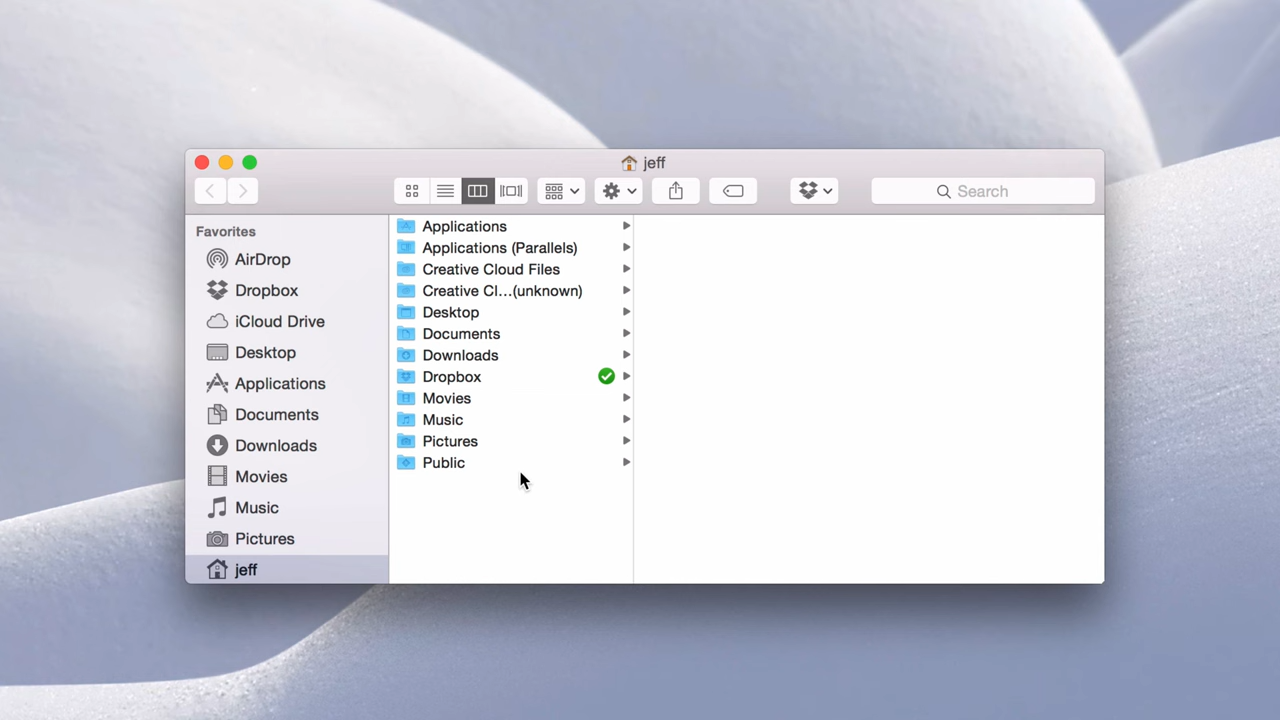 jeff
Search
Favorites
AirDrop
Dropbox
iCloud Drive
Desktop
Applications
Documents
Downloads
Movies
Music
Pictures
jeff
Applications
Applications (Parallels)
Creative Cloud Files
Creative Cl...(unknown)
Desktop
Documents
Downloads
Dropbox
Movies
Music
Pictures
Public